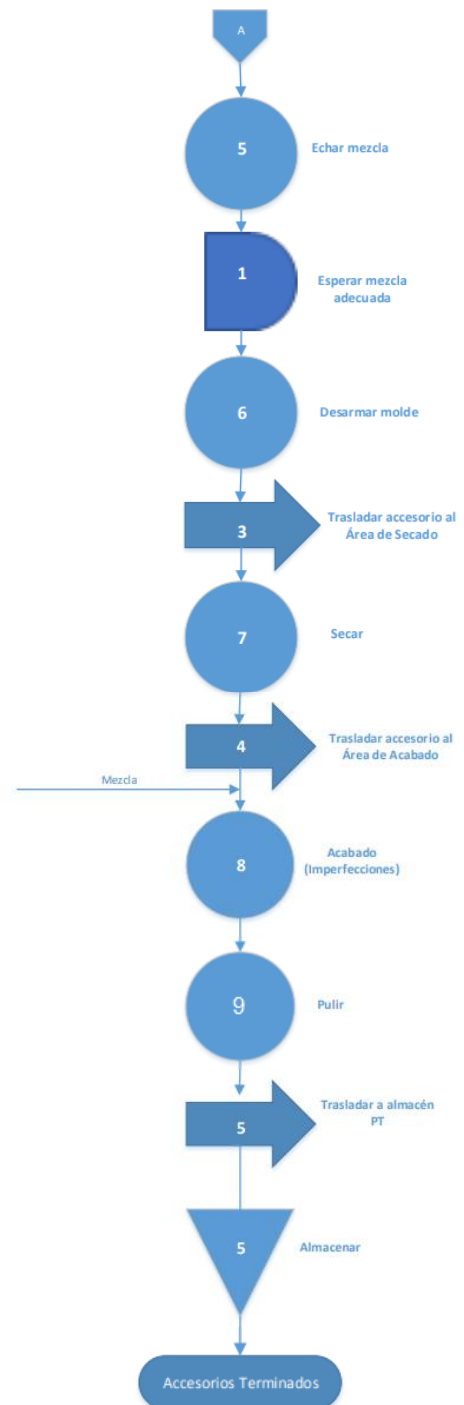 A
5
Echar mezcla
1
Esperar mezcla
adecuada
6
Desarmar molde
3
Trasladar accesorio al
Área de Secado
7
Secar
4
Trasladar accesorio al
Área de Acabado
Mezcla
8
Acabado
(Imperfecciones)
9
Pulir
5
Trasladar a almacén
PT
5
Almacenar
Accesorios Terminados